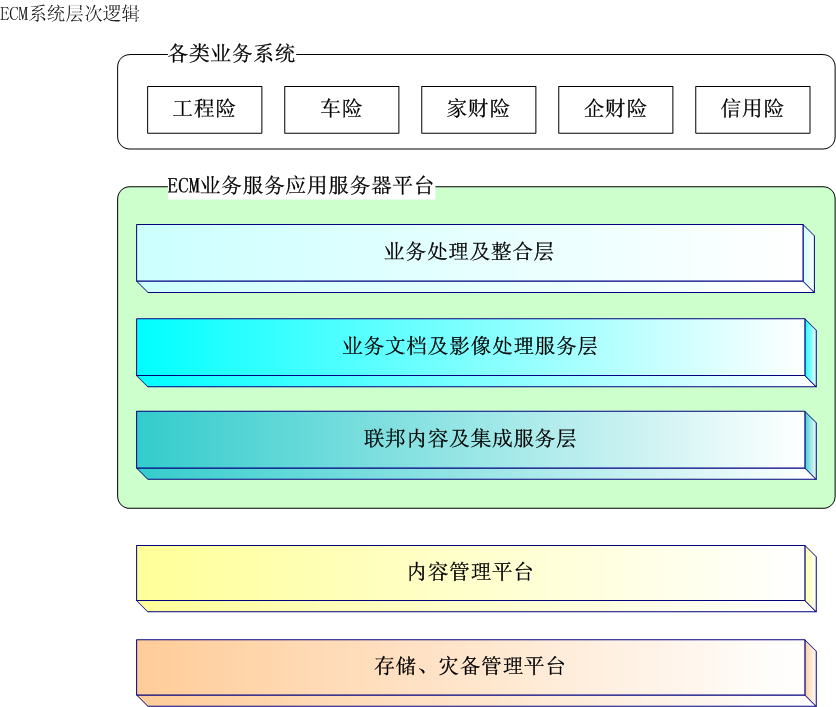 ECM系统层次逻辑
各类业务系统
工程险 车险 家财险 企财险 信用险
ECM业务服务应用服务器平台
业务处理及整合层
业务文档及影像处理服务层
联邦内容及集成服务层
内容管理平台
存储、灾备管理平台